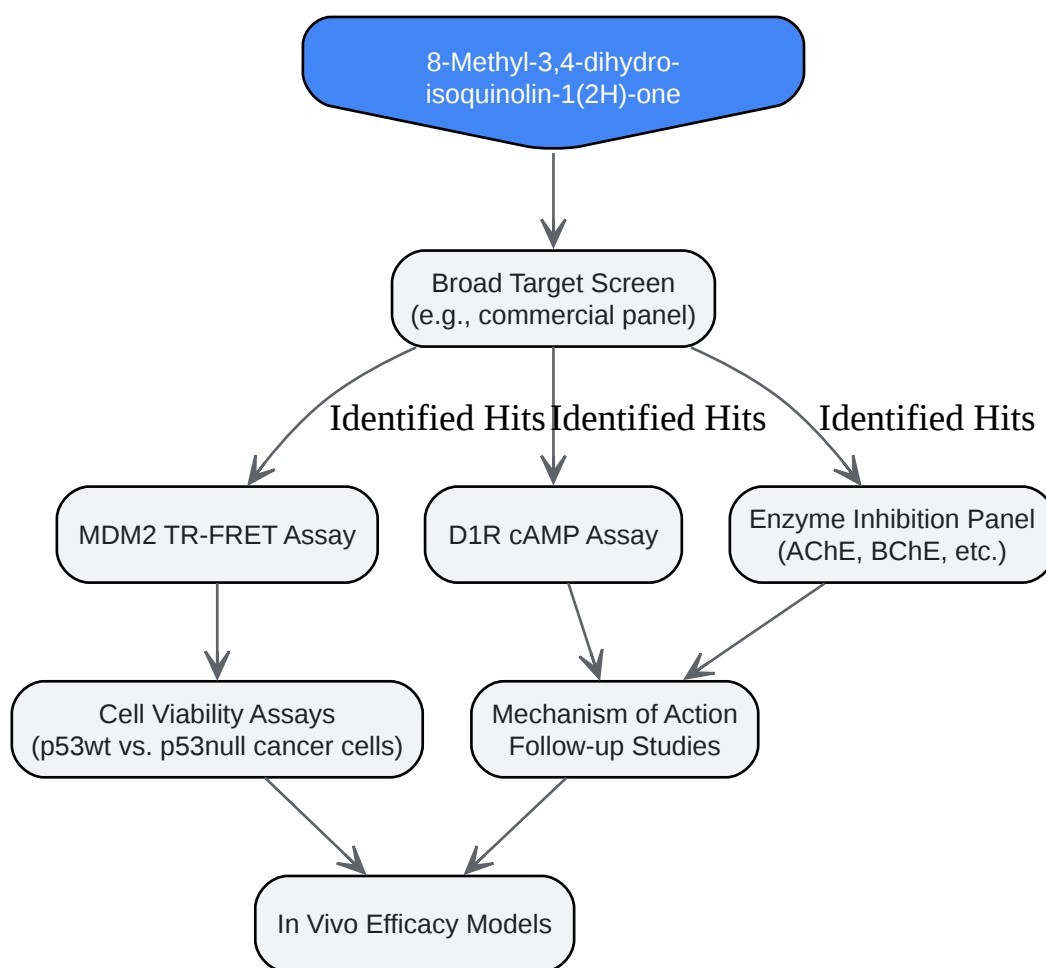 8-Methyl-3,4-dihydro-
isoquinolin-1(2H)-one
Broad Target Screen
(e.g., commercial panel)
Identified Hits
Identified Hits
Identified Hits
MDM2 TR-FRET Assay
D1R cAMP Assay
Enzyme Inhibition Panel
(AChE, BChE, etc.)
Cell Viability Assays
(p53wt vs. p53null cancer cells)
Mechanism of Action
Follow-up Studies
In Vivo Efficacy Models